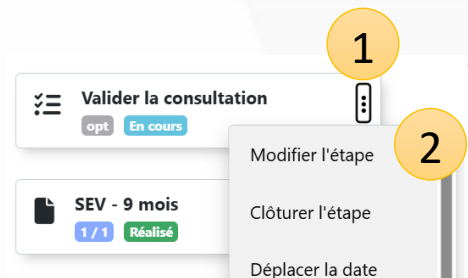 1
Valider la consultation
opt En cours
2
Modifier l'étape
SEV - 9 mois
1 / 1 Réalisé
Clôturer l'étape
Déplacer la date